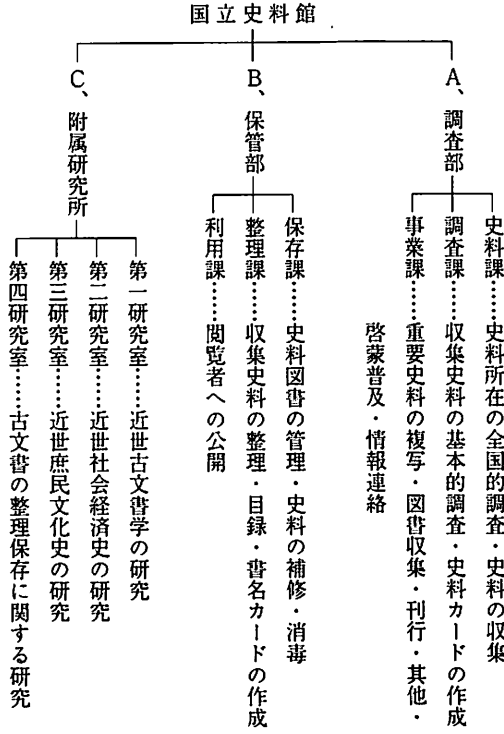 国立史料館
A、調査部
史料課……史料所在の全国的調査・史料の収集
調査課……収集史料の基本的調査・史料カードの作成
事業課……重要史料の複写・図書収集・刊行・其他・
啓蒙普及・情報連絡
B、保管部
保存課……史料図書の管理・史料の補修・消毒
整理課……収集史料の整理・目録・書名カードの作成
利用課……閲覧者への公開
C、附属研究所
第一研究室……近世古文書学の研究
第二研究室……近世社会経済史の研究
第三研究室……近世庶民文化史の研究
第四研究室……古文書の整理保存に関する研究